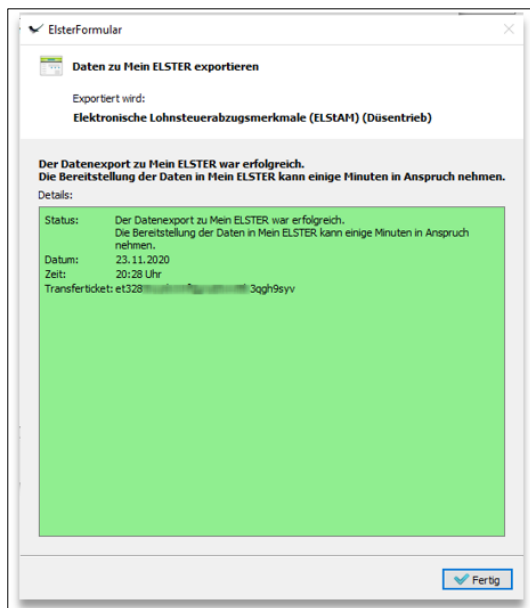 ElsterFormular
Daten zu Mein ELSTER exportieren
Exportiert wird:
Elektronische Lohnsteuerabzugsmerkmale (ELStAM) (Düsentrieb)
Der Datenexport zu Mein ELSTER war erfolgreich.
Die Bereitstellung der Daten in Mein ELSTER kann einige Minuten in Anspruch nehmen.
Details:
Status: Der Datenexport zu Mein ELSTER war erfolgreich.
Die Bereitstellung der Daten in Mein ELSTER kann einige Minuten in Anspruch
nehmen.
Datum: 23.11.2020
Zeit: 20:28 Uhr
Transferticket: et328 3qgh9syv
Fertig